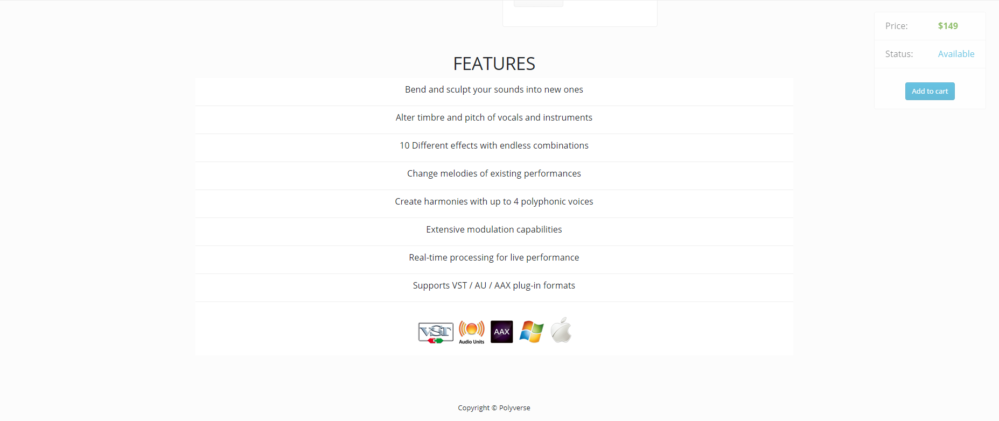 Price: $149
Status: Available
Add to cart
FEATURES
Bend and sculpt your sounds into new ones
Alter timbre and pitch of vocals and instruments
10 Different effects with endless combinations
Change melodies of existing performances
Create harmonies with up to 4 polyphonic voices
Extensive modulation capabilities
Real-time processing for live performance
Supports VST / AU / AAX plug-in formats
VST Audio Units AAX
Copyright © Polyverse